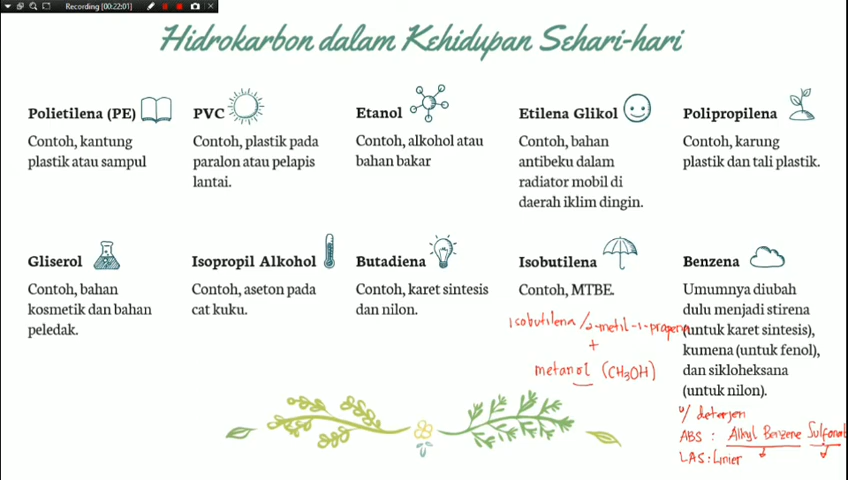 Recording [00:22:01]
Hidrokarbon dalam Kehidupan Sehari-hari
Polietilena (PE)
Contoh, kantung
plastik atau sampul
PVC
Contoh, plastik pada
paralon atau pelapis
lantai.
Etanol
Contoh, alkohol atau
bahan bakar
Etilena Glikol
Contoh, bahan
antibeku dalam
radiator mobil di
daerah iklim dingin.
Polipropilena
Contoh, karung
plastik dan tali plastik.
Gliserol
Contoh, bahan
kosmetik dan bahan
peledak.
Isopropil Alkohol
Contoh, aseton pada
cat kuku.
Butadiena
Contoh, karet sintesis
dan nilon.
Isobutilena
Contoh, MTBE.
Isobutilena / 2-metil-1-propena
+
metanol (CH3OH)
Benzena
Umumnya diubah
dulu menjadi stirena
(untuk karet sintesis),
kumena (untuk fenol),
dan sikloheksana
(untuk nilon).
u/ deterjen
ABS : Alkyl Benzene Sulfonat
LAS : Linier